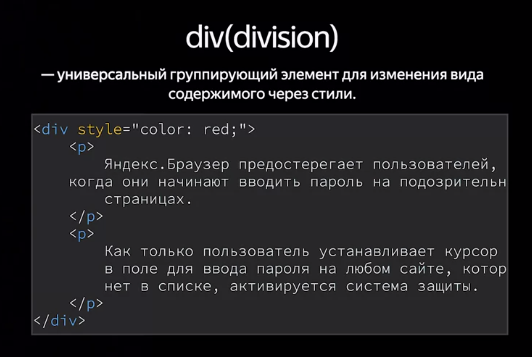 div(division)
— универсальный группирующий элемент для изменения вида
содержимого через стили.
<div style="color: red;">
<p>
Яндекс.Браузер предостерегает пользователей,
когда они начинают вводить пароль на подозрительн
страницах.
</p>
<p>
Как только пользователь устанавливает курсор
в поле для ввода пароля на любом сайте, котор
нет в списке, активируется система защиты.
</p>
</div>